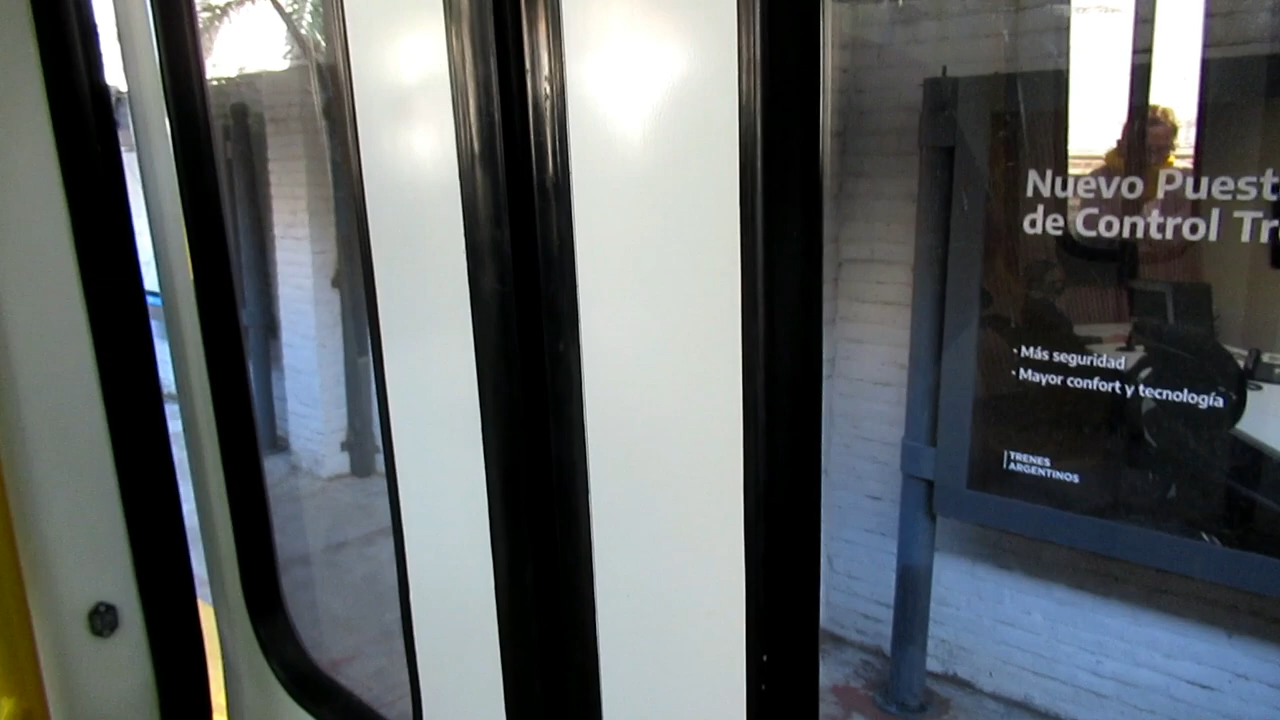 Nuevo Puest
de Control Tr
• Más seguridad
• Mayor confort y tecnología
TRENES
ARGENTINOS